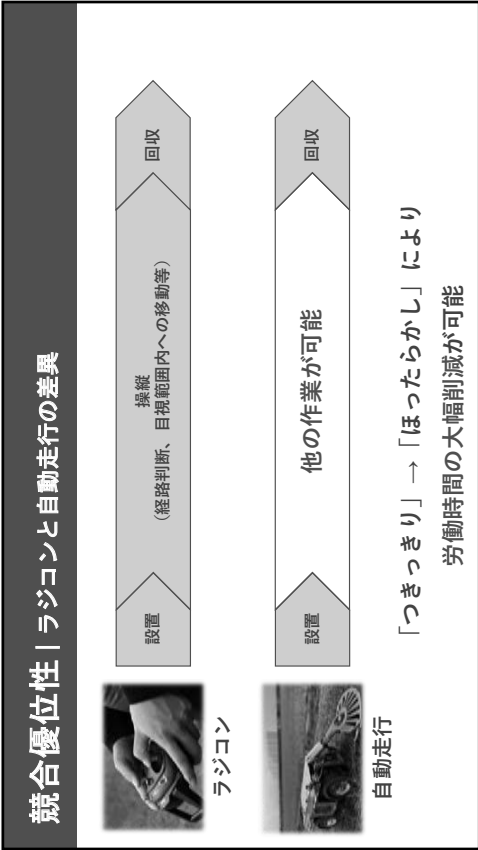 競合優位性 | ラジコンと自動走行の差異
設置
操縦
（経路判断、目視範囲内への移動等）
回収
ラジコン
設置
他の作業が可能
回収
自動走行
「つきっきり」→「ほったらかし」により
労働時間の大幅削減が可能